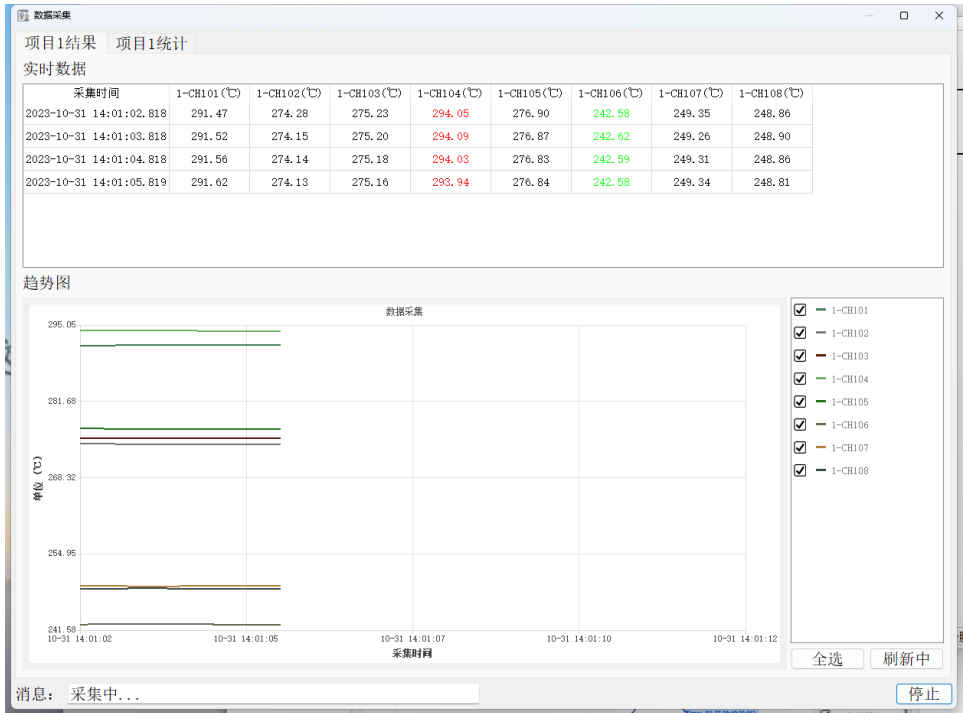 数据采集
项目1结果 项目1统计
实时数据
采集时间 1-CH101(℃) 1-CH102(℃) 1-CH103(℃) 1-CH104(℃) 1-CH105(℃) 1-CH106(℃) 1-CH107(℃) 1-CH108(℃)
2023-10-31 14:01:02.818 291.47 274.28 275.23 294.05 276.90 242.58 249.35 248.86
2023-10-31 14:01:03.818 291.52 274.15 275.20 294.09 276.87 242.62 249.26 248.90
2023-10-31 14:01:04.818 291.56 274.14 275.18 294.03 276.83 242.59 249.31 248.86
2023-10-31 14:01:05.819 291.62 274.13 275.16 293.94 276.84 242.58 249.34 248.81
趋势图
数据采集
295.05
281.68
268.32
254.95
241.58
单位 (℃)
10-31 14:01:02 10-31 14:01:05 10-31 14:01:07 10-31 14:01:10 10-31 14:01:12
采集时间
1-CH101
1-CH102
1-CH103
1-CH104
1-CH105
1-CH106
1-CH107
1-CH108
全选 刷新中
消息： 采集中... 停止